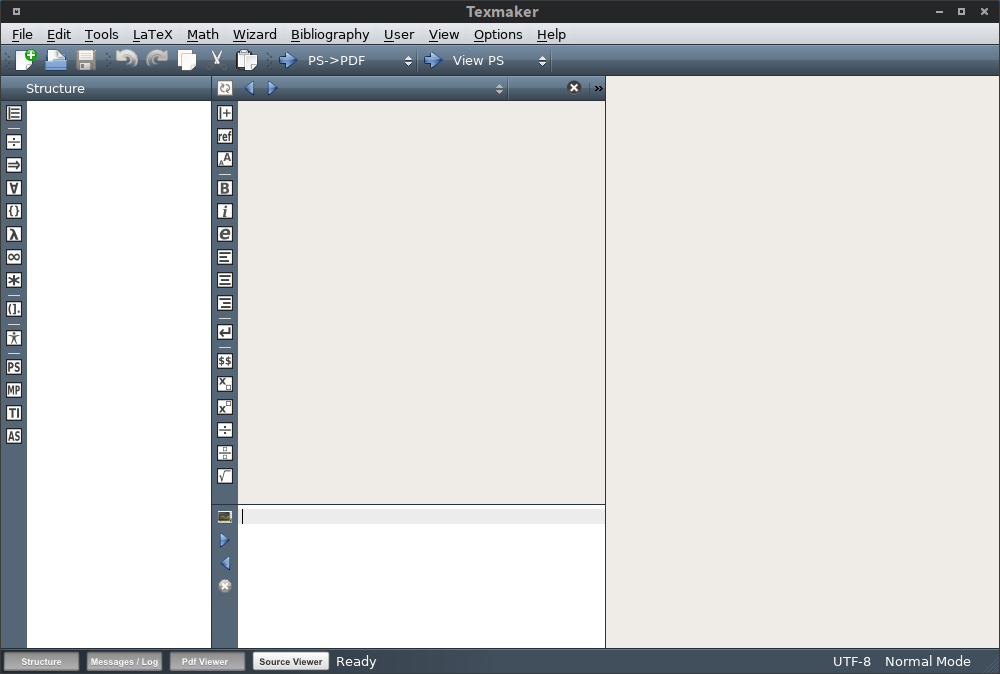 Texmaker
File Edit Tools LaTeX Math Wizard Bibliography User View Options Help
PS->PDF View PS
Structure
ref
AA
B
i
e
$$
X
x
{}
λ
∞
(].
PS
MP
TI
AS
Structure Messages / Log Pdf Viewer Source Viewer Ready UTF-8 Normal Mode